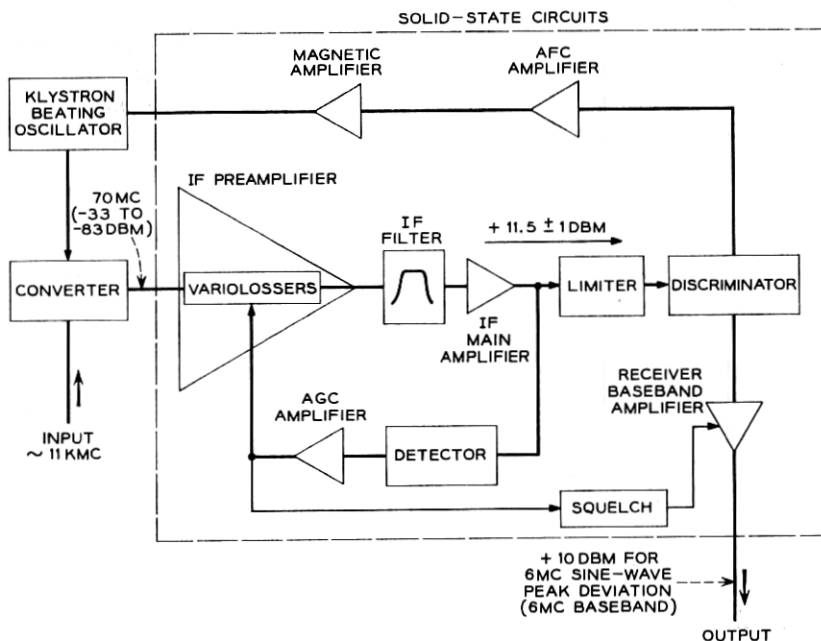 SOLID-STATE CIRCUITS
MAGNETIC
AMPLIFIER
AFC
AMPLIFIER
KLYSTRON
BEATING
OSCILLATOR
IF PREAMPLIFIER
70 MC
(-33 TO
-83 DBM)
IF
FILTER
+ 11.5 ± 1 DBM
CONVERTER
VARIOLOSSERS
LIMITER
DISCRIMINATOR
IF
MAIN
AMPLIFIER
RECEIVER
BASEBAND
AMPLIFIER
AGC
AMPLIFIER
INPUT
~ 11 KMC
DETECTOR
SQUELCH
+ 10 DBM FOR
6MC SINE-WAVE
PEAK DEVIATION
(6MC BASEBAND)
OUTPUT